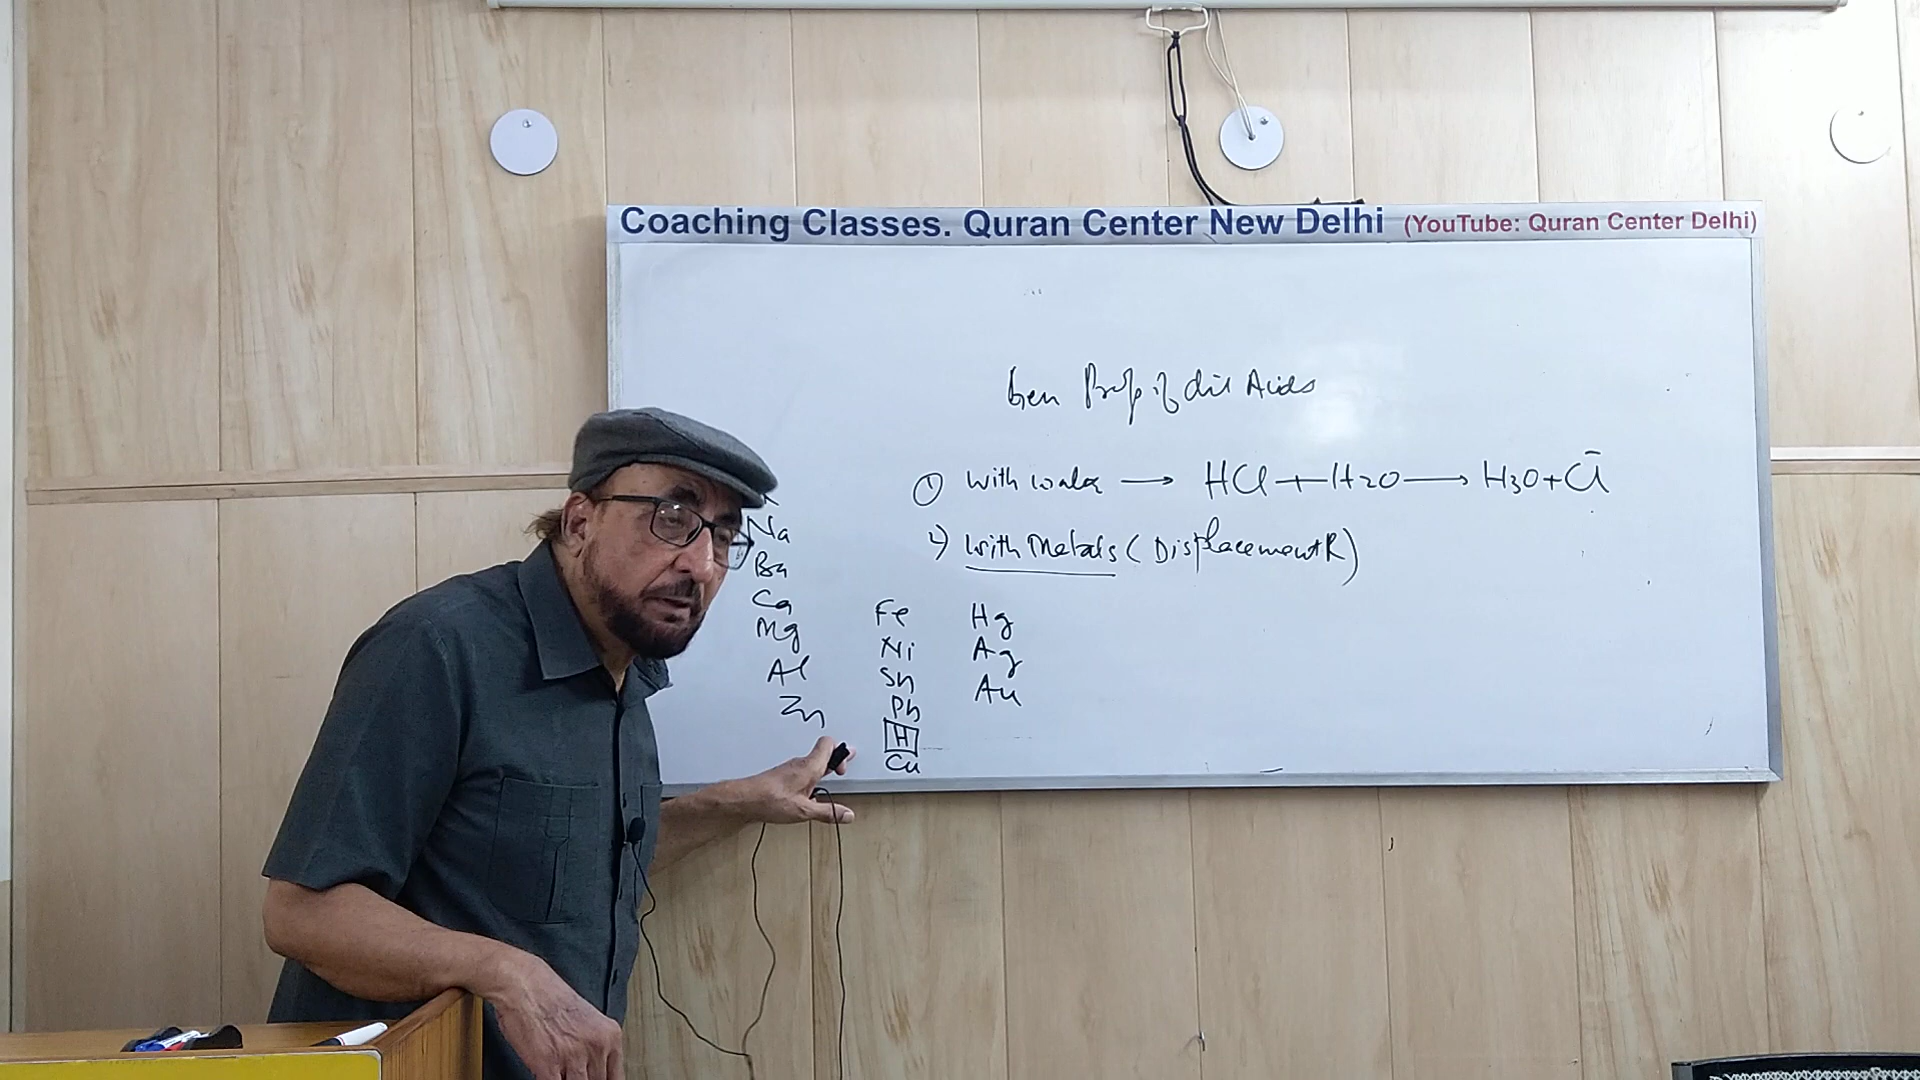 Coaching Classes. Quran Center New Delhi (YouTube: Quran Center Delhi)
Gen Prop of dil Acids
① with water → HCl + H2O → H3O + Cl̄
2) with Metals (Displacement R)
Na
Ba
Ca
Mg
Al
Zn
Fe
Ni
Sn
Pb
H
Cu
Hg
Ag
Au